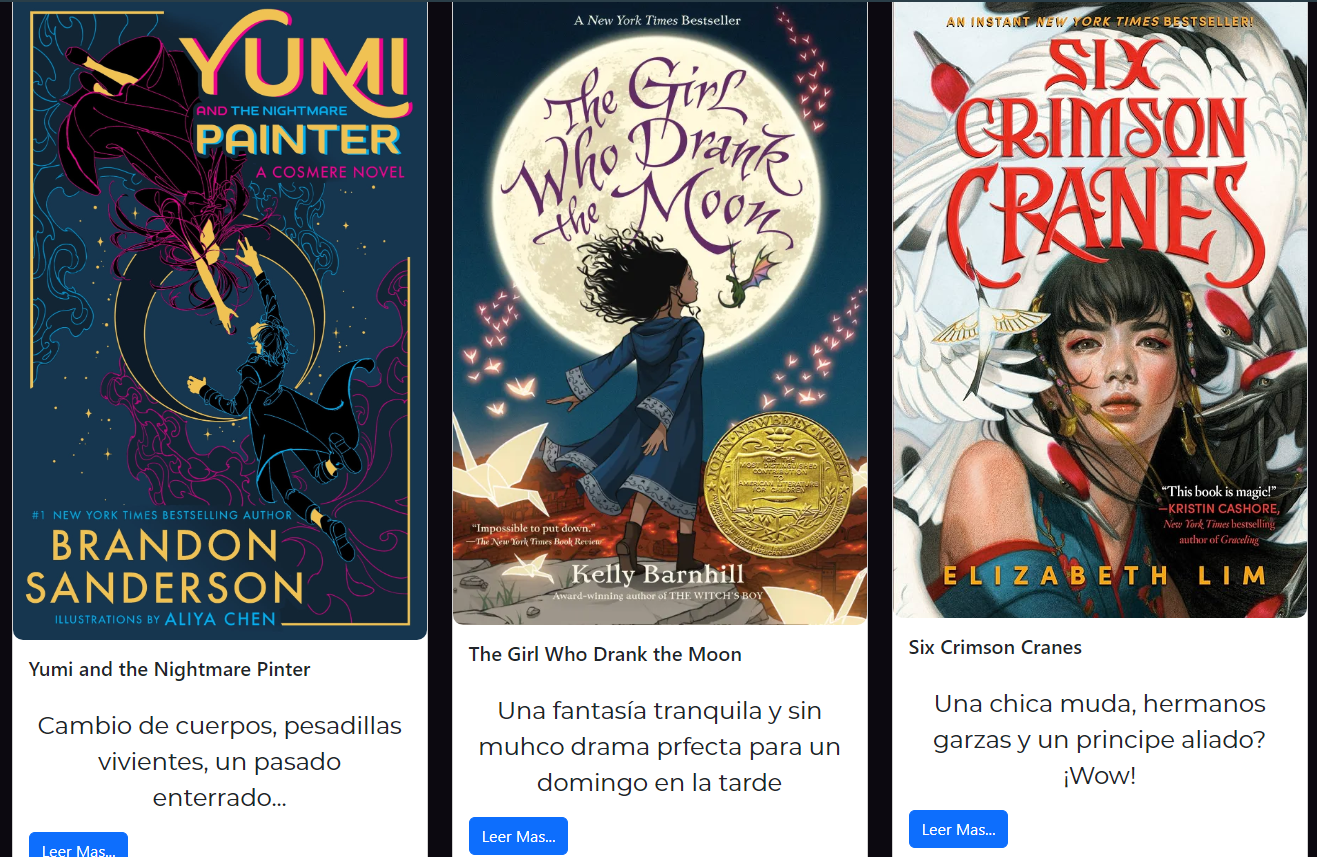 YUMI
AND THE NIGHTMARE
PAINTER
A COSMERE NOVEL
#1 NEW YORK TIMES BESTSELLING AUTHOR
BRANDON
SANDERSON
ILLUSTRATIONS BY ALIYA CHEN
Yumi and the Nightmare Pinter
Cambio de cuerpos, pesadillas
vivientes, un pasado
enterrado...
Leer Mas...
A New York Times Bestseller
The Girl
Who Drank
the Moon
JOHN NEWBERY MEDAL
FOR THE
MOST DISTINGUISHED
CONTRIBUTION TO
AMERICAN LITERATURE
FOR CHILDREN
"Impossible to put down."
—The New York Times Book Review
Kelly Barnhill
Award-winning author of THE WITCH'S BOY
The Girl Who Drank the Moon
Una fantasía tranquila y sin
muhco drama prfecta para un
domingo en la tarde
Leer Mas...
AN INSTANT NEW YORK TIMES BESTSELLER!
SIX
CRIMSON
CRANES
"This book is magic!"
—KRISTIN CASHORE,
New York Times bestselling
author of Graceling
ELIZABETH LIM
Six Crimson Cranes
Una chica muda, hermanos
garzas y un principe aliado?
¡Wow!
Leer Mas...